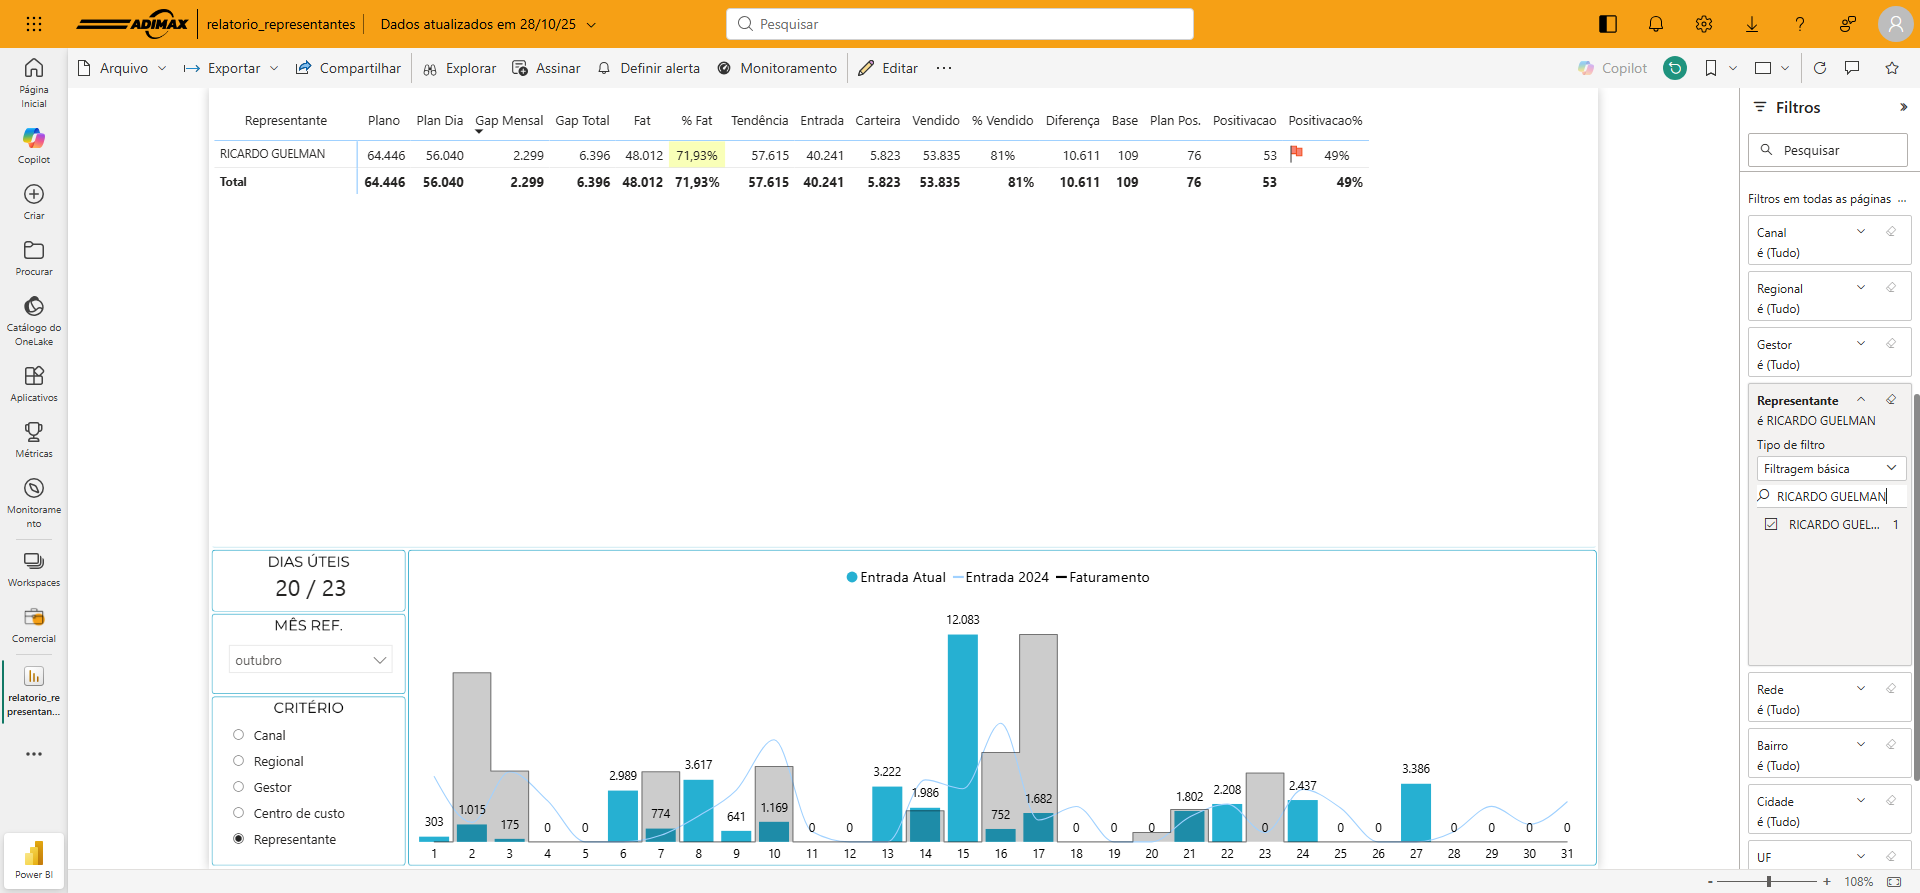 ADIMAX
relatorio_representantes
Dados atualizados em 28/10/25
Pesquisar
Arquivo
Exportar
Compartilhar
Explorar
Assinar
Definir alerta
Monitoramento
Editar
Copilot
Página Inicial
Copilot
Criar
Procurar
Catálogo do OneLake
Aplicativos
Métricas
Monitorame nto
Workspaces
Comercial
relatorio_re presentan...
Power BI
Representante Plano Plan Dia Gap Mensal Gap Total Fat % Fat Tendência Entrada Carteira Vendido % Vendido Diferença Base Plan Pos. Positivacao Positivacao%
RICARDO GUELMAN 64.446 56.040 2.299 6.396 48.012 71,93% 57.615 40.241 5.823 53.835 81% 10.611 109 76 53 49%
Total 64.446 56.040 2.299 6.396 48.012 71,93% 57.615 40.241 5.823 53.835 81% 10.611 109 76 53 49%
DIAS ÚTEIS
20 / 23
MÊS REF.
outubro
CRITÉRIO
Canal
Regional
Gestor
Centro de custo
Representante
Entrada Atual Entrada 2024 Faturamento
303 1.015 175 0 0 2.989 774 3.617 641 1.169 0 0 3.222 1.986 12.083 752 1.682 0 0 0 1.802 2.208 0 2.437 0 0 3.386 0 0 0 0
1 2 3 4 5 6 7 8 9 10 11 12 13 14 15 16 17 18 19 20 21 22 23 24 25 26 27 28 29 30 31
Filtros
Pesquisar
Filtros em todas as páginas ...
Canal
é (Tudo)
Regional
é (Tudo)
Gestor
é (Tudo)
Representante
é RICARDO GUELMAN
Tipo de filtro
Filtragem básica
RICARDO GUELMAN
RICARDO GUEL... 1
Rede
é (Tudo)
Bairro
é (Tudo)
Cidade
é (Tudo)
UF
- + 108%